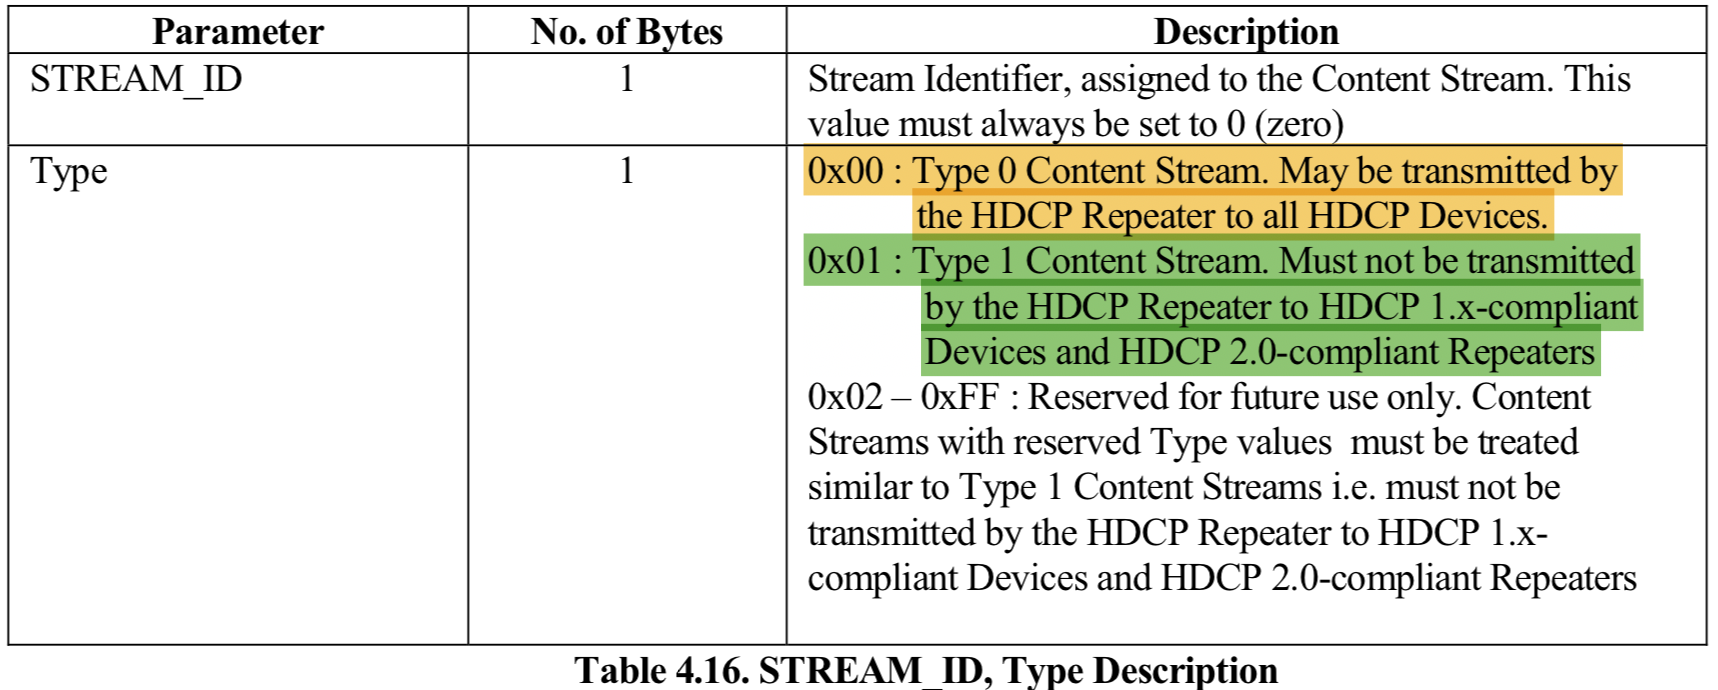 Parameter No. of Bytes Description
STREAM_ID 1 Stream Identifier, assigned to the Content Stream. This
value must always be set to 0 (zero)
Type 1 0x00 : Type 0 Content Stream. May be transmitted by
the HDCP Repeater to all HDCP Devices.
0x01 : Type 1 Content Stream. Must not be transmitted
by the HDCP Repeater to HDCP 1.x-compliant
Devices and HDCP 2.0-compliant Repeaters
0x02 – 0xFF : Reserved for future use only. Content
Streams with reserved Type values  must be treated
similar to Type 1 Content Streams i.e. must not be
transmitted by the HDCP Repeater to HDCP 1.x-
compliant Devices and HDCP 2.0-compliant Repeaters
Table 4.16. STREAM_ID, Type Description